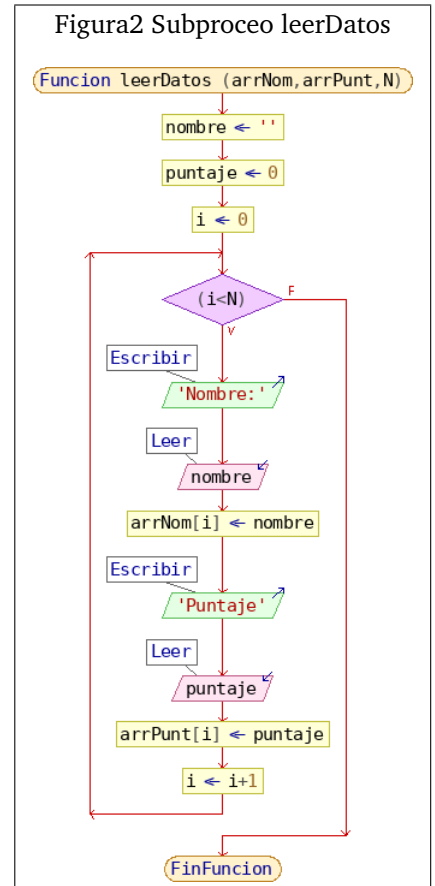 Figura2 Subproceo leerDatos
Funcion leerDatos (arrNom,arrPunt,N)
nombre ← ''
puntaje ← 0
i ← 0
(i<N)
F
V
Escribir
'Nombre:'
Leer
nombre
arrNom[i] ← nombre
Escribir
'Puntaje'
Leer
puntaje
arrPunt[i] ← puntaje
i ← i+1
FinFuncion